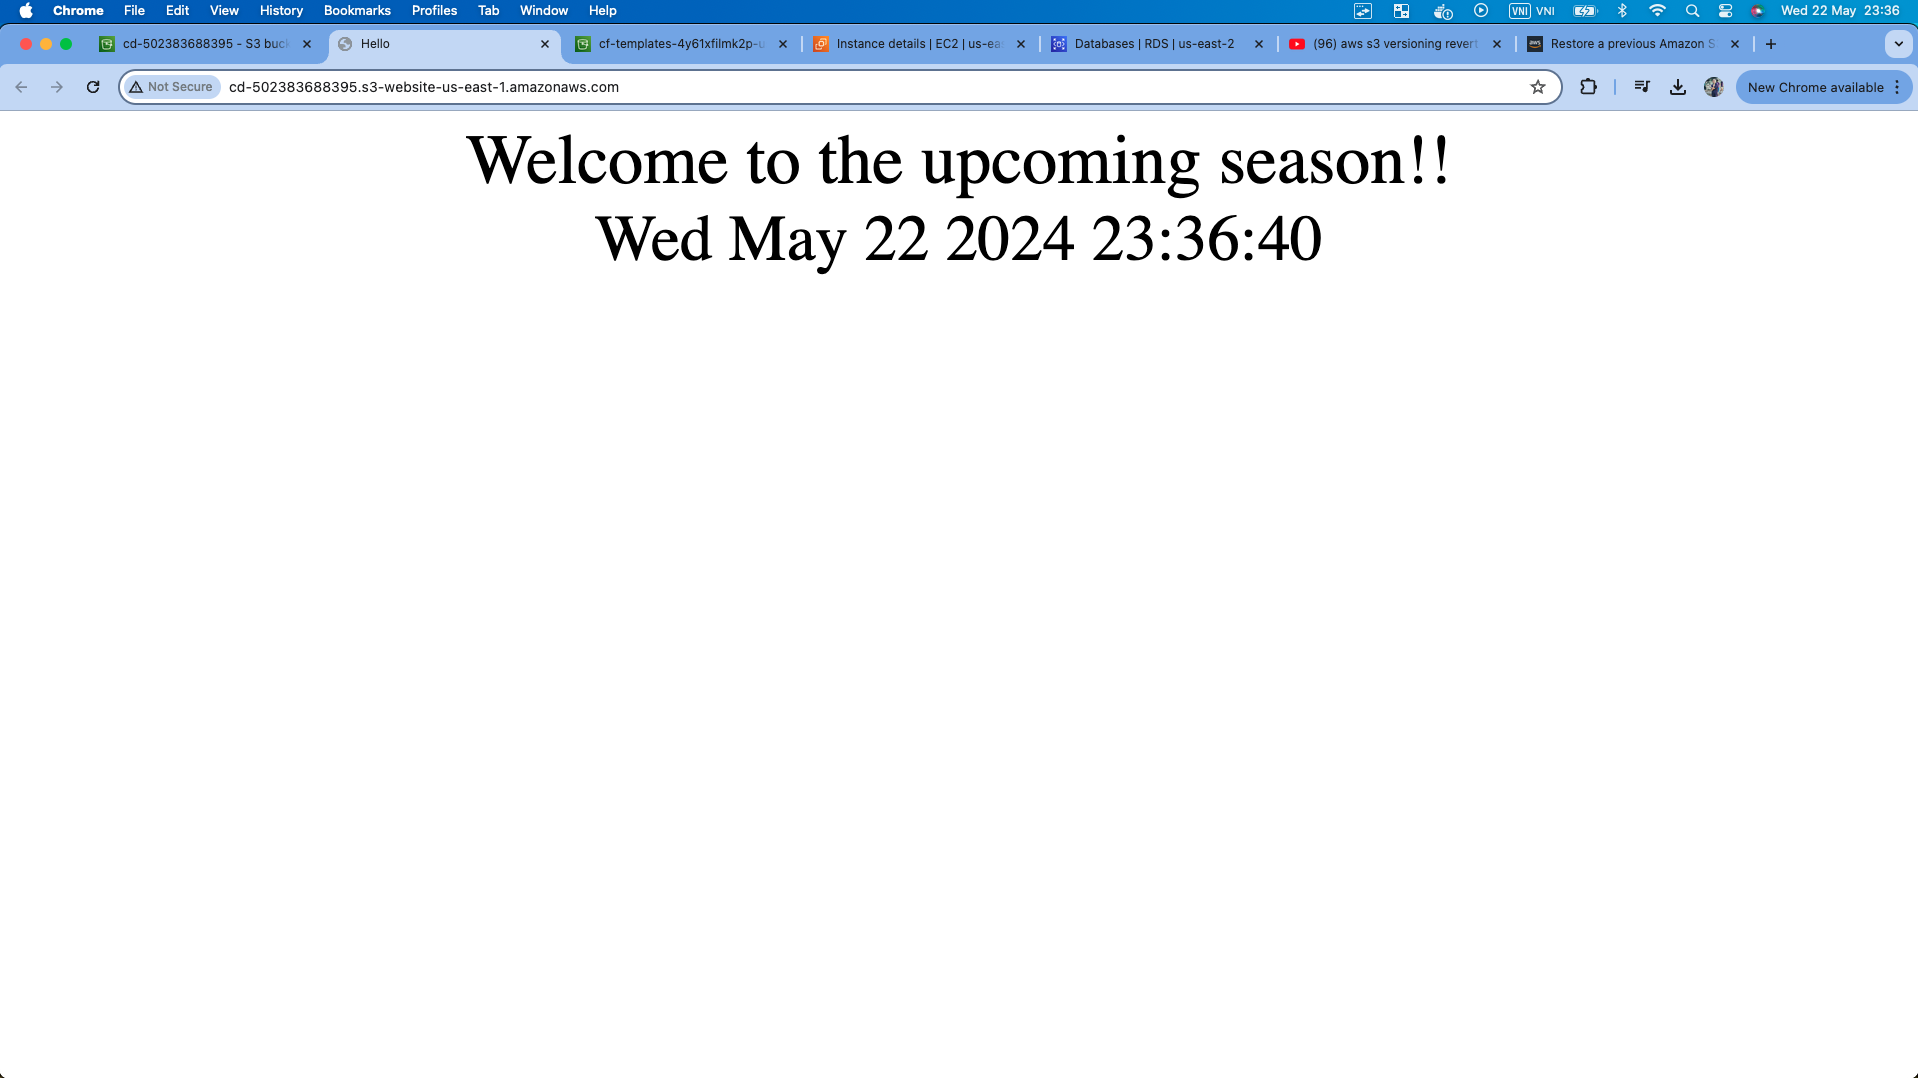 Chrome File Edit View History Bookmarks Profiles Tab Window Help VNI VNI Wed 22 May 23:36
cd-502383688395 - S3 buc Hello cf-templates-4y61xfilmk2p-u Instance details | EC2 | us-eas Databases | RDS | us-east-2 (96) aws s3 versioning revert aws Restore a previous Amazon S
Not Secure cd-502383688395.s3-website-us-east-1.amazonaws.com New Chrome available
Welcome to the upcoming season!!
Wed May 22 2024 23:36:40